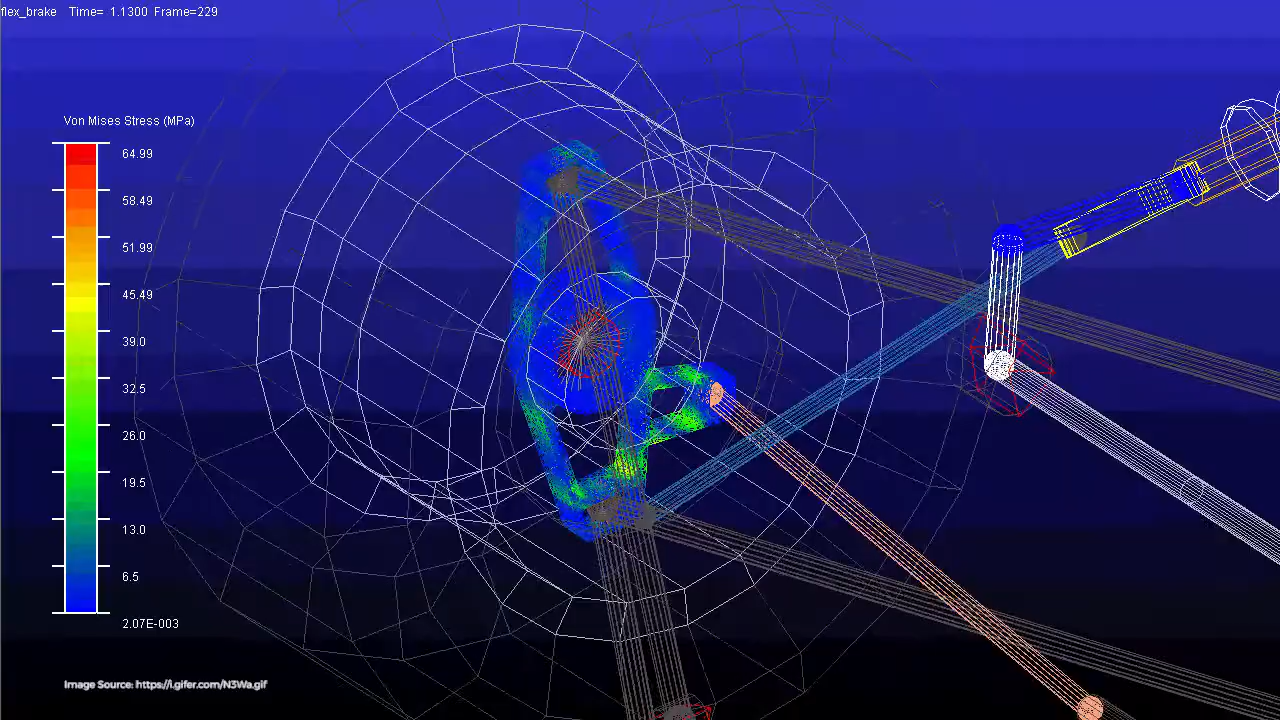 flex_brake Time= 1.1300 Frame=229
Von Mises Stress (MPa)
64.99
58.49
51.99
45.49
39.0
32.5
26.0
19.5
13.0
6.5
2.07E-003
Image Source: https://i.gifer.com/N3Wa.gif